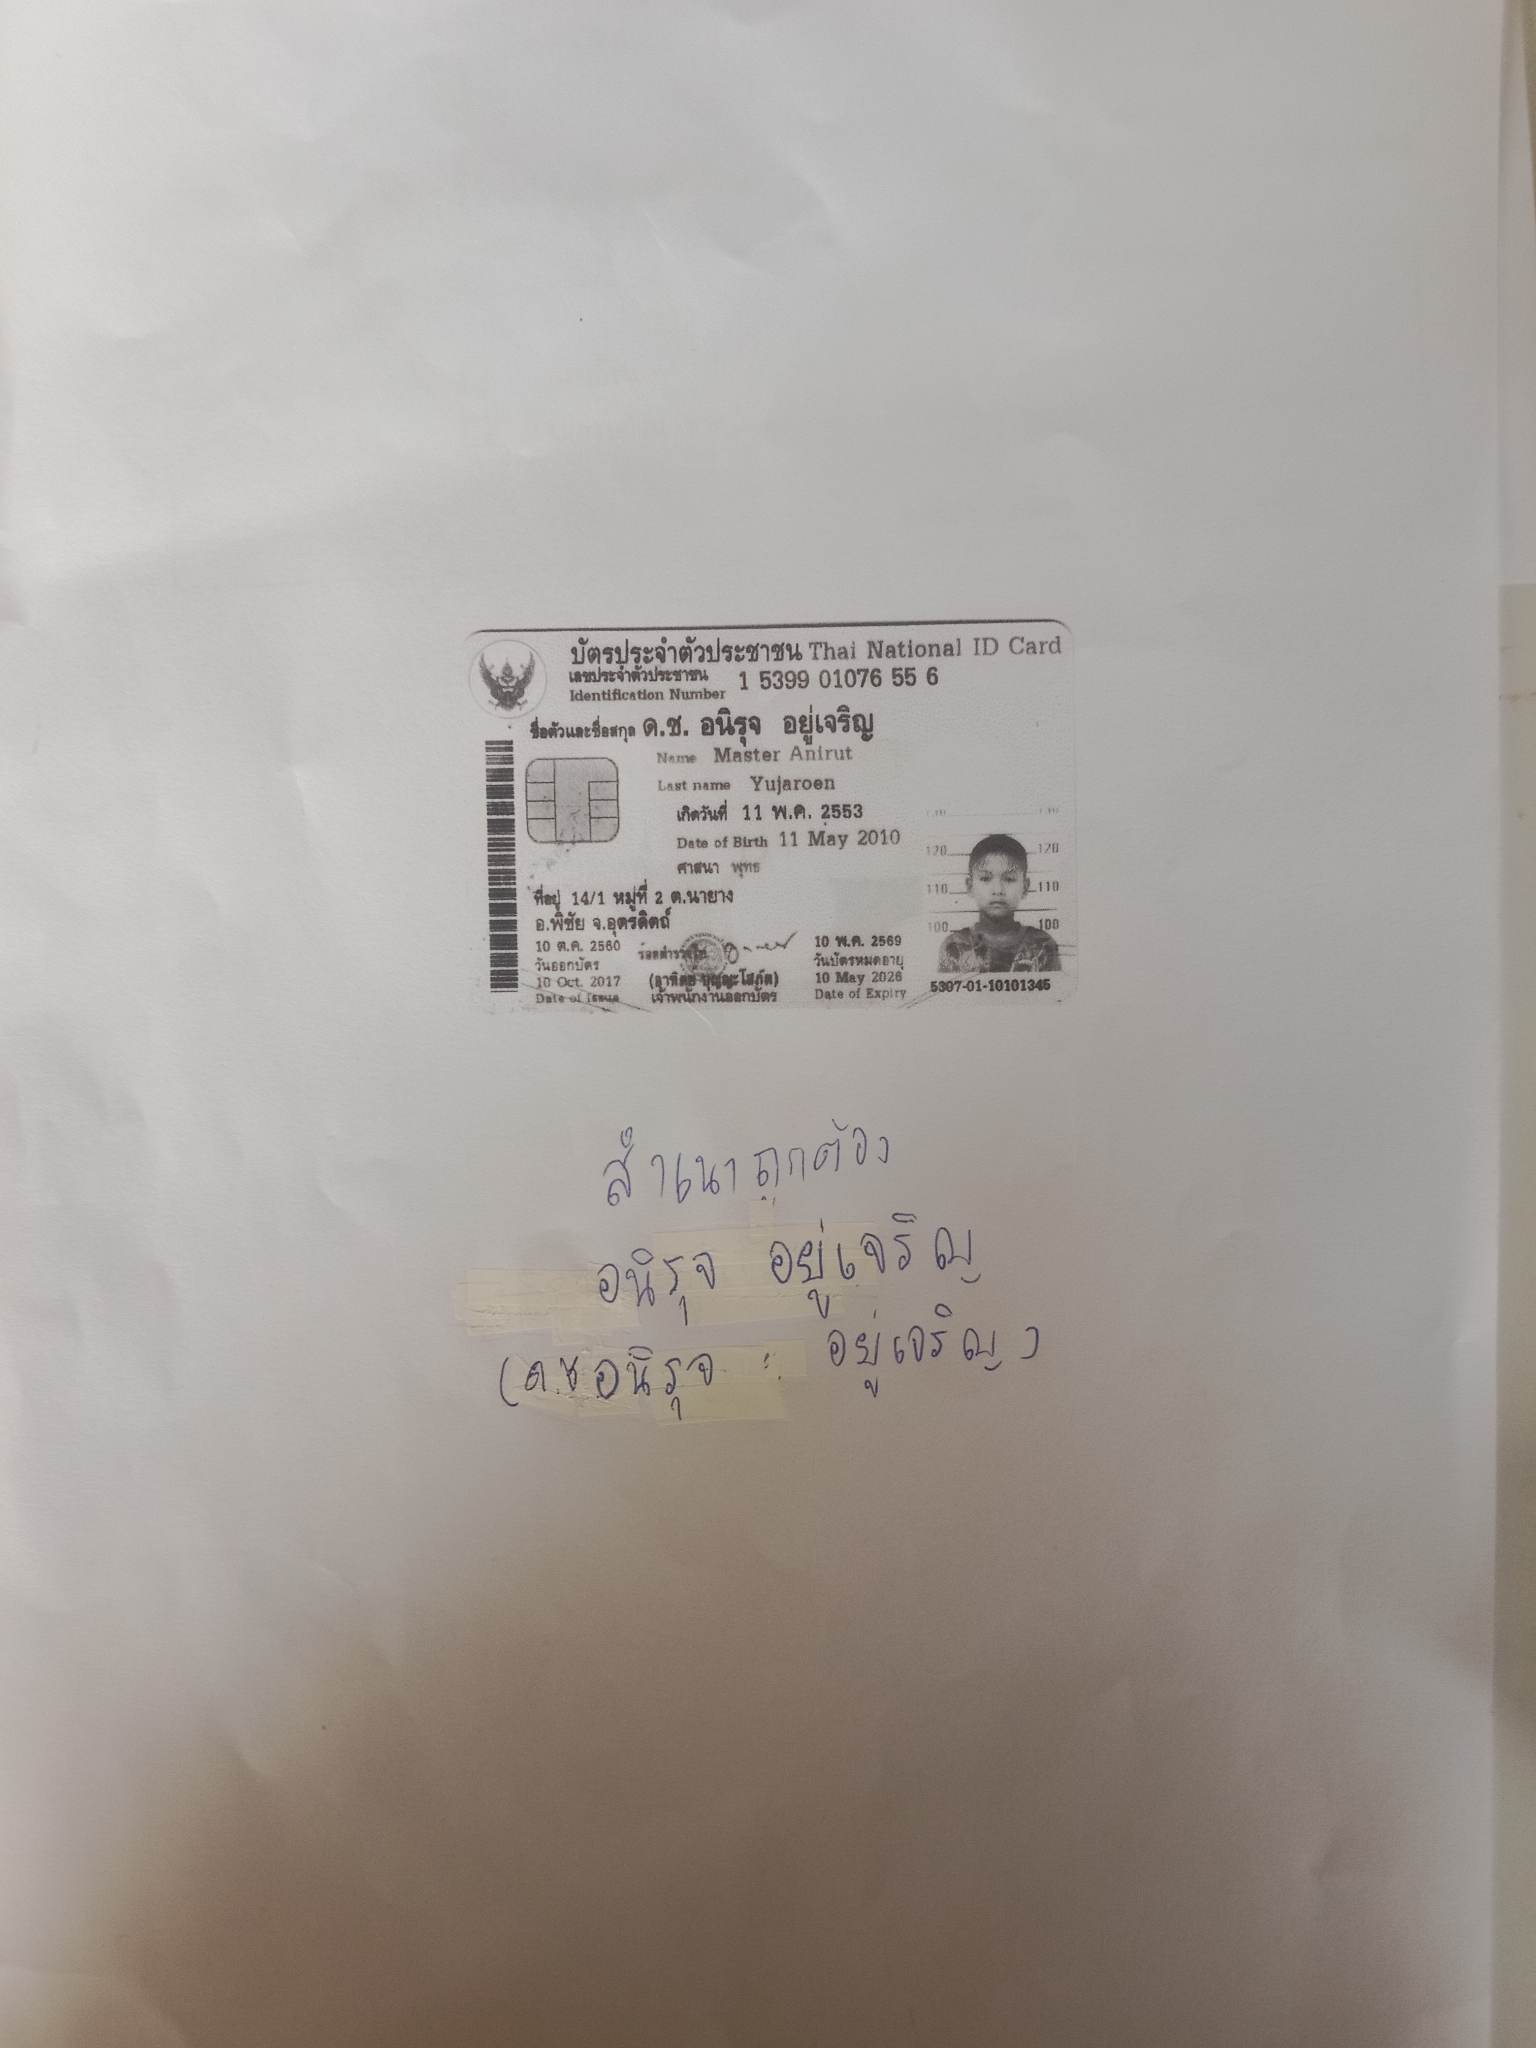 บัตรประจำตัวประชาชน Thai National ID Card
เลขประจำตัวประชาชน
Identification Number 1 5399 01076 55 6
ชื่อตัวและชื่อสกุล ด.ช. อนิรุจ อยู่เจริญ
Name Master Anirut
Last name Yujaroen
เกิดวันที่ 11 พ.ค. 2553
Date of Birth 11 May 2010
ศาสนา พุทธ
ที่อยู่ 14/1 หมู่ที่ 2 ต.นายาง
อ.พิชัย จ.อุตรดิตถ์
10 ต.ค. 2560
วันออกบัตร
10 Oct. 2017
Date of Issue
เจ้าพนักงานออกบัตร
10 พ.ค. 2569
วันบัตรหมดอายุ
10 May 2026
Date of Expiry
120 120
110 110
100 100
5307-01-10101345
สำเนาถูกต้อง
อนิรุจ อยู่เจริญ
(ด.ช อนิรุจ อยู่เจริญ)